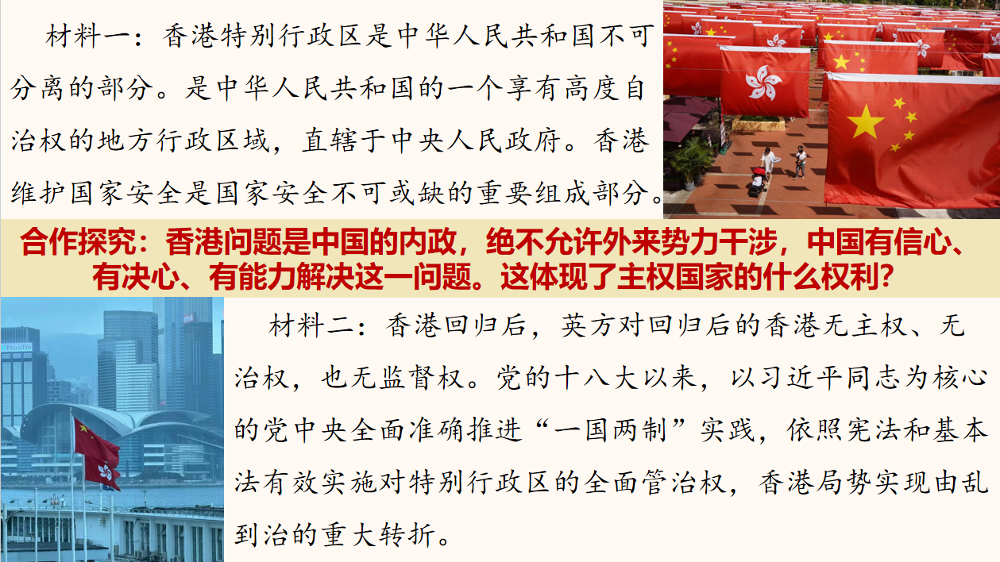 材料一：香港特别行政区是中华人民共和国不可
分离的部分。是中华人民共和国的一个享有高度自
治权的地方行政区域，直辖于中央人民政府。香港
维护国家安全是国家安全不可或缺的重要组成部分。
合作探究：香港问题是中国的内政，绝不允许外来势力干涉，中国有信心、
有决心、有能力解决这一问题。这体现了主权国家的什么权利？
材料二：香港回归后，英方对回归后的香港无主权、无
治权，也无监督权。党的十八大以来，以习近平同志为核心
的党中央全面准确推进“一国两制”实践，依照宪法和基本
法有效实施对特别行政区的全面管治权，香港局势实现由乱
到治的重大转折。
Manulife